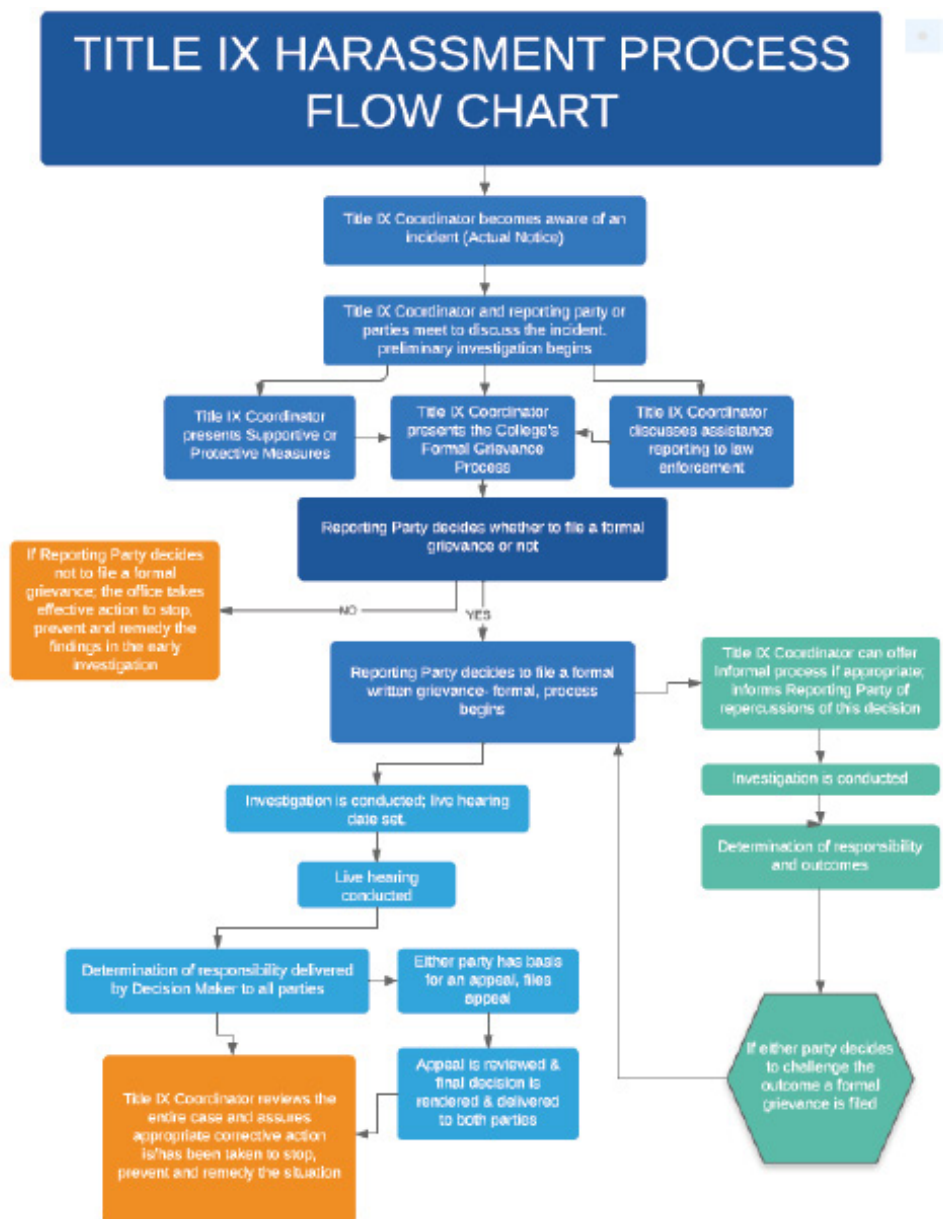 TITLE IX HARASSMENT PROCESS
FLOW CHART
Title IX Coordinator becomes aware of an
incident (Actual Notice)
Title IX Coordinator and reporting party or
parties meet to discuss the incident.
preliminary investigation begins
Title IX Coordinator
presents Supportive or
Protective Measures
Title IX Coordinator
presents the College's
Formal Grievance
Process
Title IX Coordinator
discusses assistance
reporting to law
enforcement
Reporting Party decides whether to file a formal
grievance or not
If Reporting Party decides
not to file a formal
grievance; the office takes
effective action to stop,
prevent and remedy the
findings in the early
investigation
NO
YES
Reporting Party decides to file a formal
written grievance- formal, process
begins
Title IX Coordinator can offer
Informal process if appropriate;
informs Reporting Party of
repercussions of this decision
Investigation is conducted
Determination of responsibility
and outcomes
If either party decides
to challenge the
outcome a formal
grievance is filed
Investigation is conducted; live hearing
date set.
Live hearing
conducted
Determination of responsibility delivered
by Decision Maker to all parties
Either party has basis
for an appeal, files
appeal
Appeal is reviewed &
final decision is
rendered & delivered
to both parties
Title IX Coordinator reviews the
entire case and assures
appropriate corrective action
is/has been taken to stop,
prevent and remedy the situation